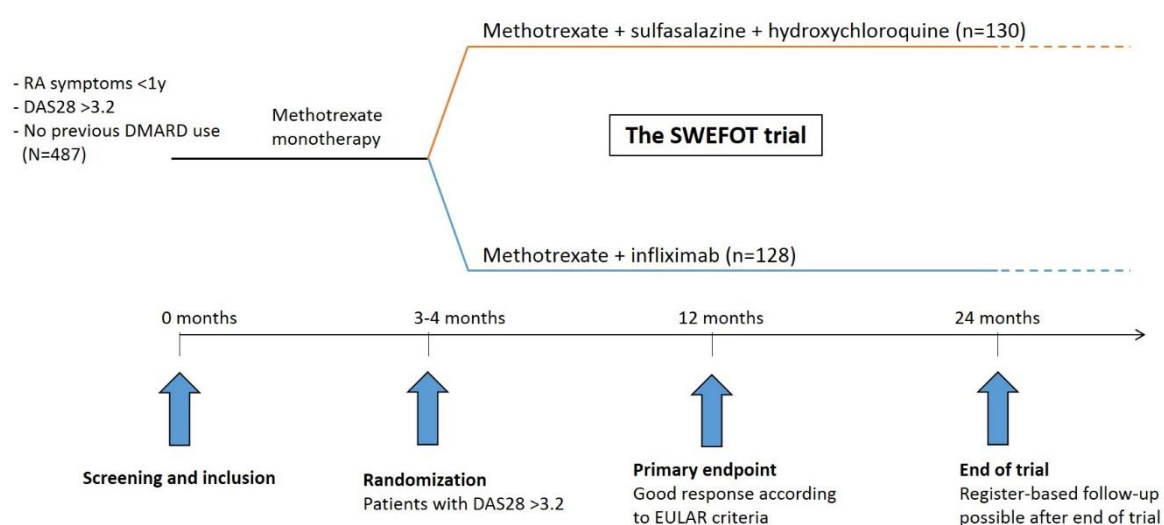 Methotrexate + sulfasalazine + hydroxychloroquine (n=130)
- RA symptoms <1y
- DAS28 >3.2
- No previous DMARD use
(N=487)
Methotrexate
monotherapy
The SWEFOT trial
Methotrexate + infliximab (n=128)
0 months
3-4 months
12 months
24 months
Screening and inclusion
Randomization
Patients with DAS28 >3.2
Primary endpoint
Good response according
to EULAR criteria
End of trial
Register-based follow-up
possible after end of trial